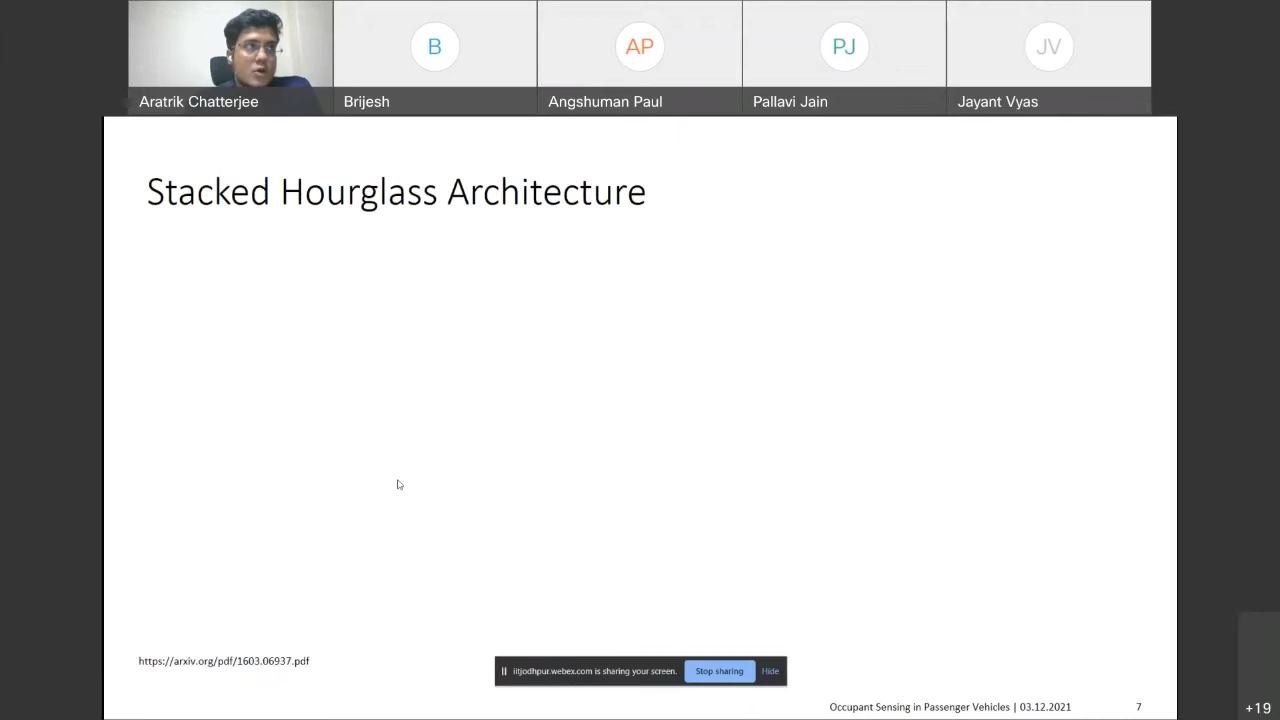 B
AP
PJ
JV
Aratrik Chatterjee
Brijesh
Angshuman Paul
Pallavi Jain
Jayant Vyas
Stacked Hourglass Architecture
https://arxiv.org/pdf/1603.06937.pdf
iitjodhpur.webex.com is sharing your screen.
Stop sharing
Hide
Occupant Sensing in Passenger Vehicles | 03.12.2021
7
+19